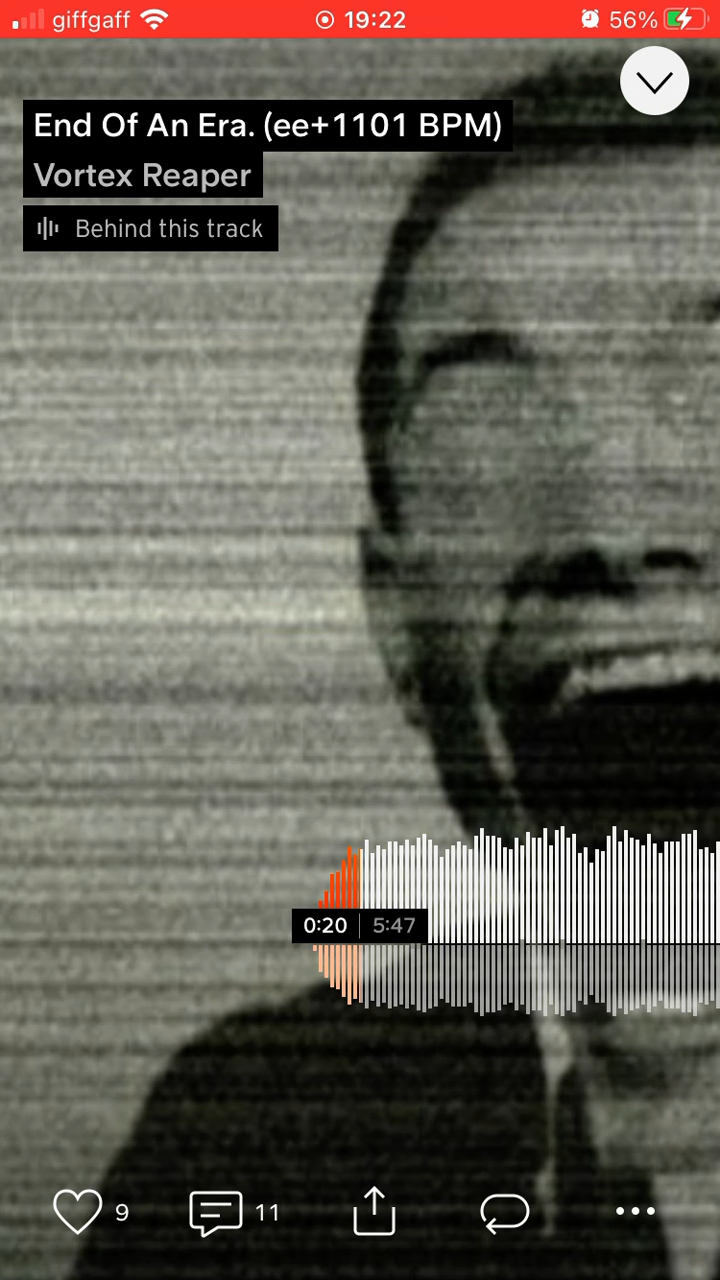 giffgaff 19:22 56%
End Of An Era. (ee+1101 BPM)
Vortex Reaper
Behind this track
0:20 5:47
9 11